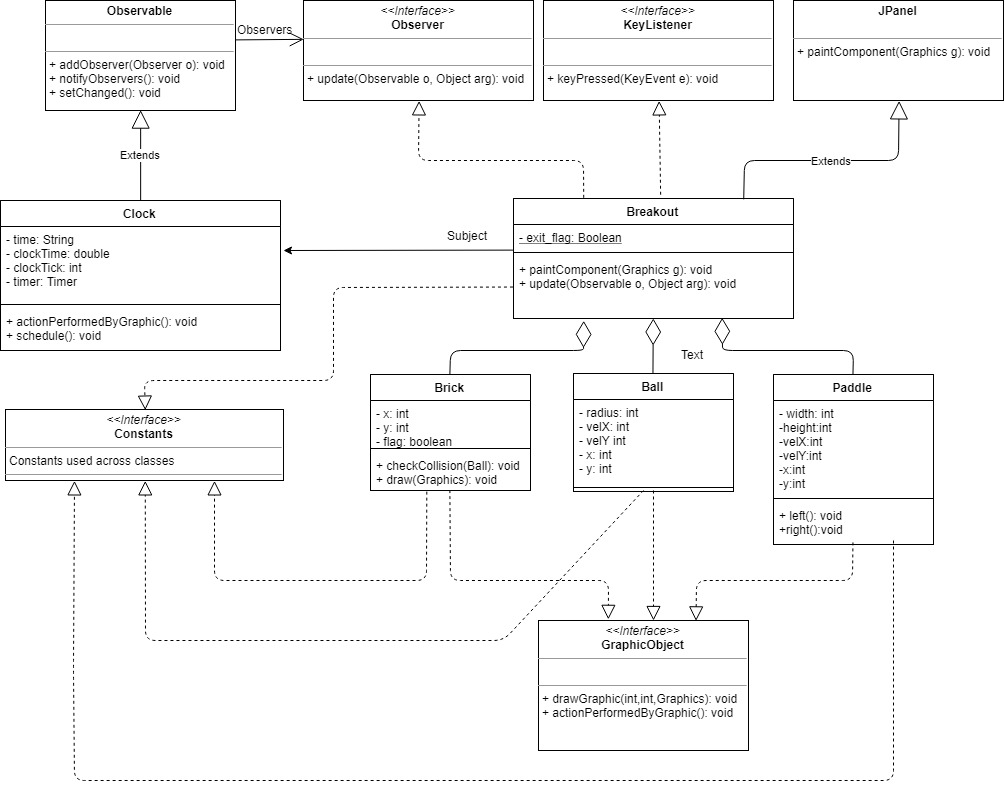 Observable
+ addObserver(Observer o): void
+ notifyObservers(): void
+ setChanged(): void
Observers
<<Interface>>
Observer
+ update(Observable o, Object arg): void
<<Interface>>
KeyListener
+ keyPressed(KeyEvent e): void
JPanel
+ paintComponent(Graphics g): void
Extends
Extends
Clock
- time: String
- clockTime: double
- clockTick: int
- timer: Timer
+ actionPerformedByGraphic(): void
+ schedule(): void
Subject
Breakout
- exit_flag: Boolean
+ paintComponent(Graphics g): void
+ update(Observable o, Object arg): void
Text
<<Interface>>
Constants
Constants used across classes
Brick
- x: int
- y: int
- flag: boolean
+ checkCollision(Ball): void
+ draw(Graphics): void
Ball
- radius: int
- velX: int
- velY int
- x: int
- y: int
Paddle
- width: int
-height:int
-velX:int
-velY:int
-x:int
-y:int
+ left(): void
+right():void
<<Interface>>
GraphicObject
+ drawGraphic(int,int,Graphics): void
+ actionPerformedByGraphic(): void